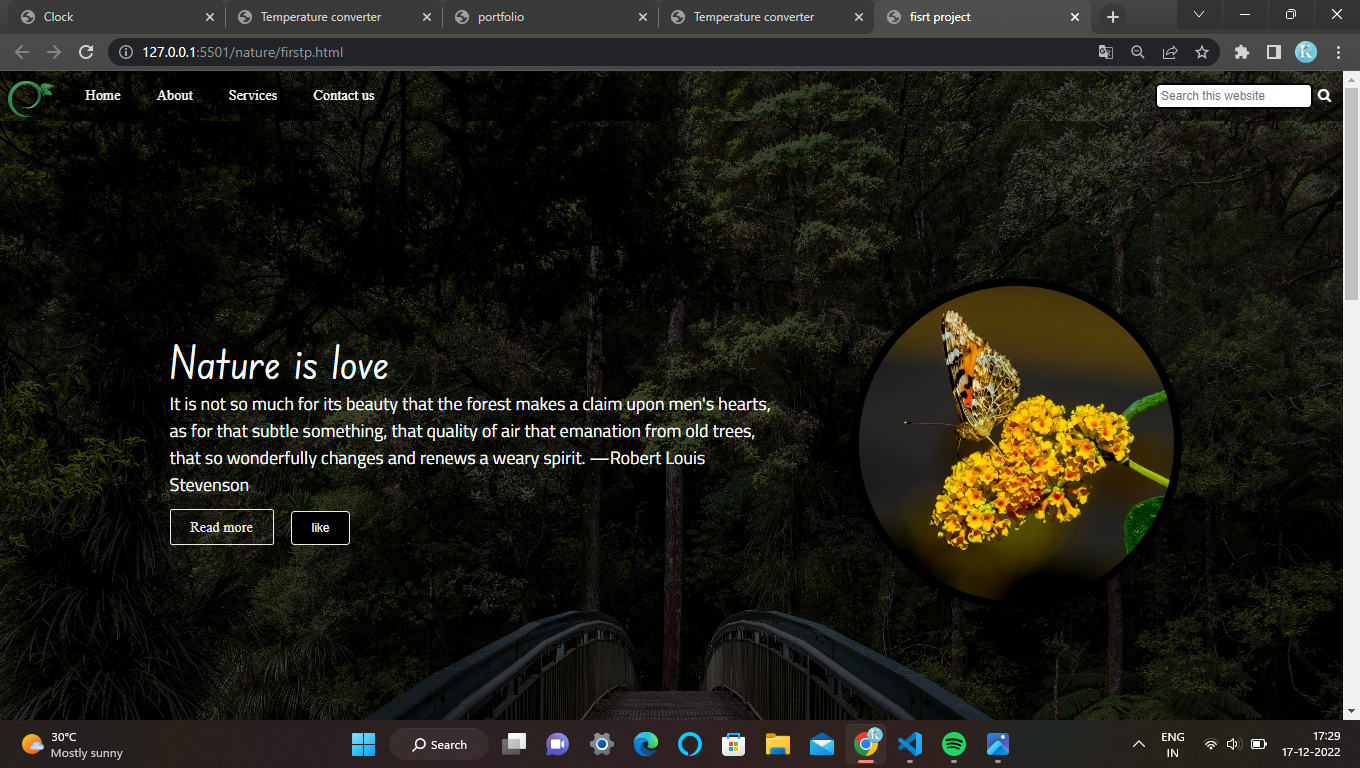 Clock
Temperature converter
portfolio
Temperature converter
fisrt project
127.0.0.1:5501/nature/firstp.html
Home
About
Services
Contact us
Search this website
Nature is love
It is not so much for its beauty that the forest makes a claim upon men's hearts,
as for that subtle something, that quality of air that emanation from old trees,
that so wonderfully changes and renews a weary spirit. —Robert Louis
Stevenson
Read more
like
30°C
Mostly sunny
Search
ENG
IN
17:29
17-12-2022